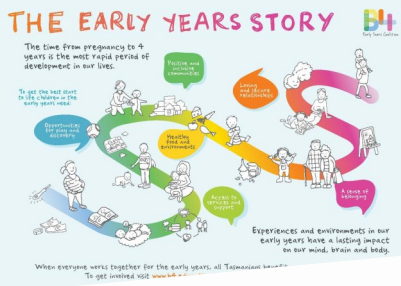 THE EARLY YEARS STORY
B4
Early Years Coalition
The time from pregnancy to 4
years is the most rapid period of
development in our lives.
To get the best start
to life children in the
early years need:
Positive and
inclusive
communities
Loving
and secure
relationships
Opportunities
for play and
discovery
Healthy
food and
environments
Access to
services and
support
A sense of
belonging
Experiences and environments in our
early years have a lasting impact
on our mind, brain and body.
When everyone works together for the early years, all Tasmanians
To get involved visit